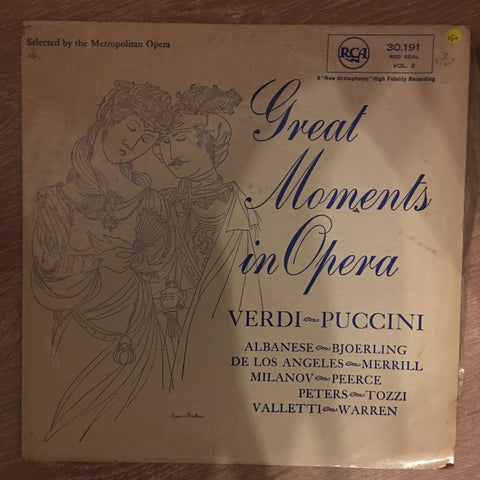 Selected by the Metropolitan Opera
RCA
30,191
RED SEAL
VOL. 2
A "New Orthophonic" High Fidelity Recording
Great
Moments
in Opera
VERDI~PUCCINI
ALBANESE~BJOERLING
DE LOS ANGELES~MERRILL
MILANOV~PEERCE
PETERS~TOZZI
VALLETTI~WARREN